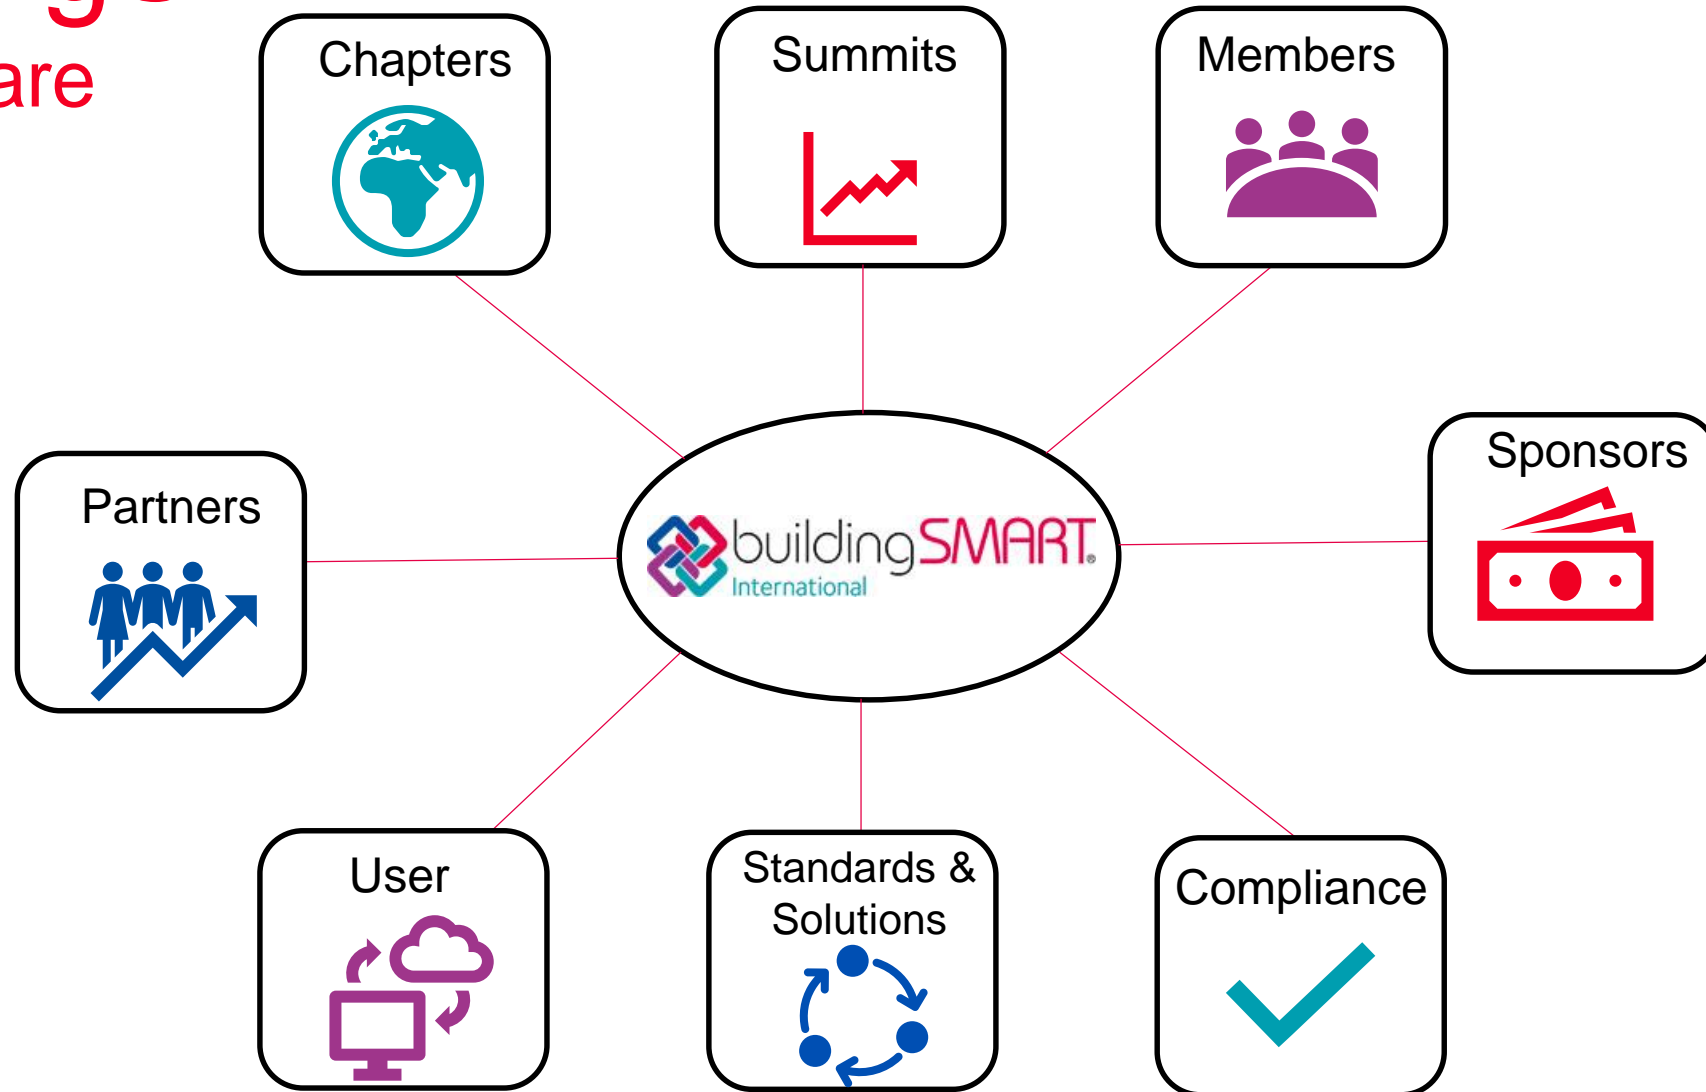 are
Chapters
Summits
Members
Partners
buildingSMART®
International
Sponsors
User
Standards &
Solutions
Compliance